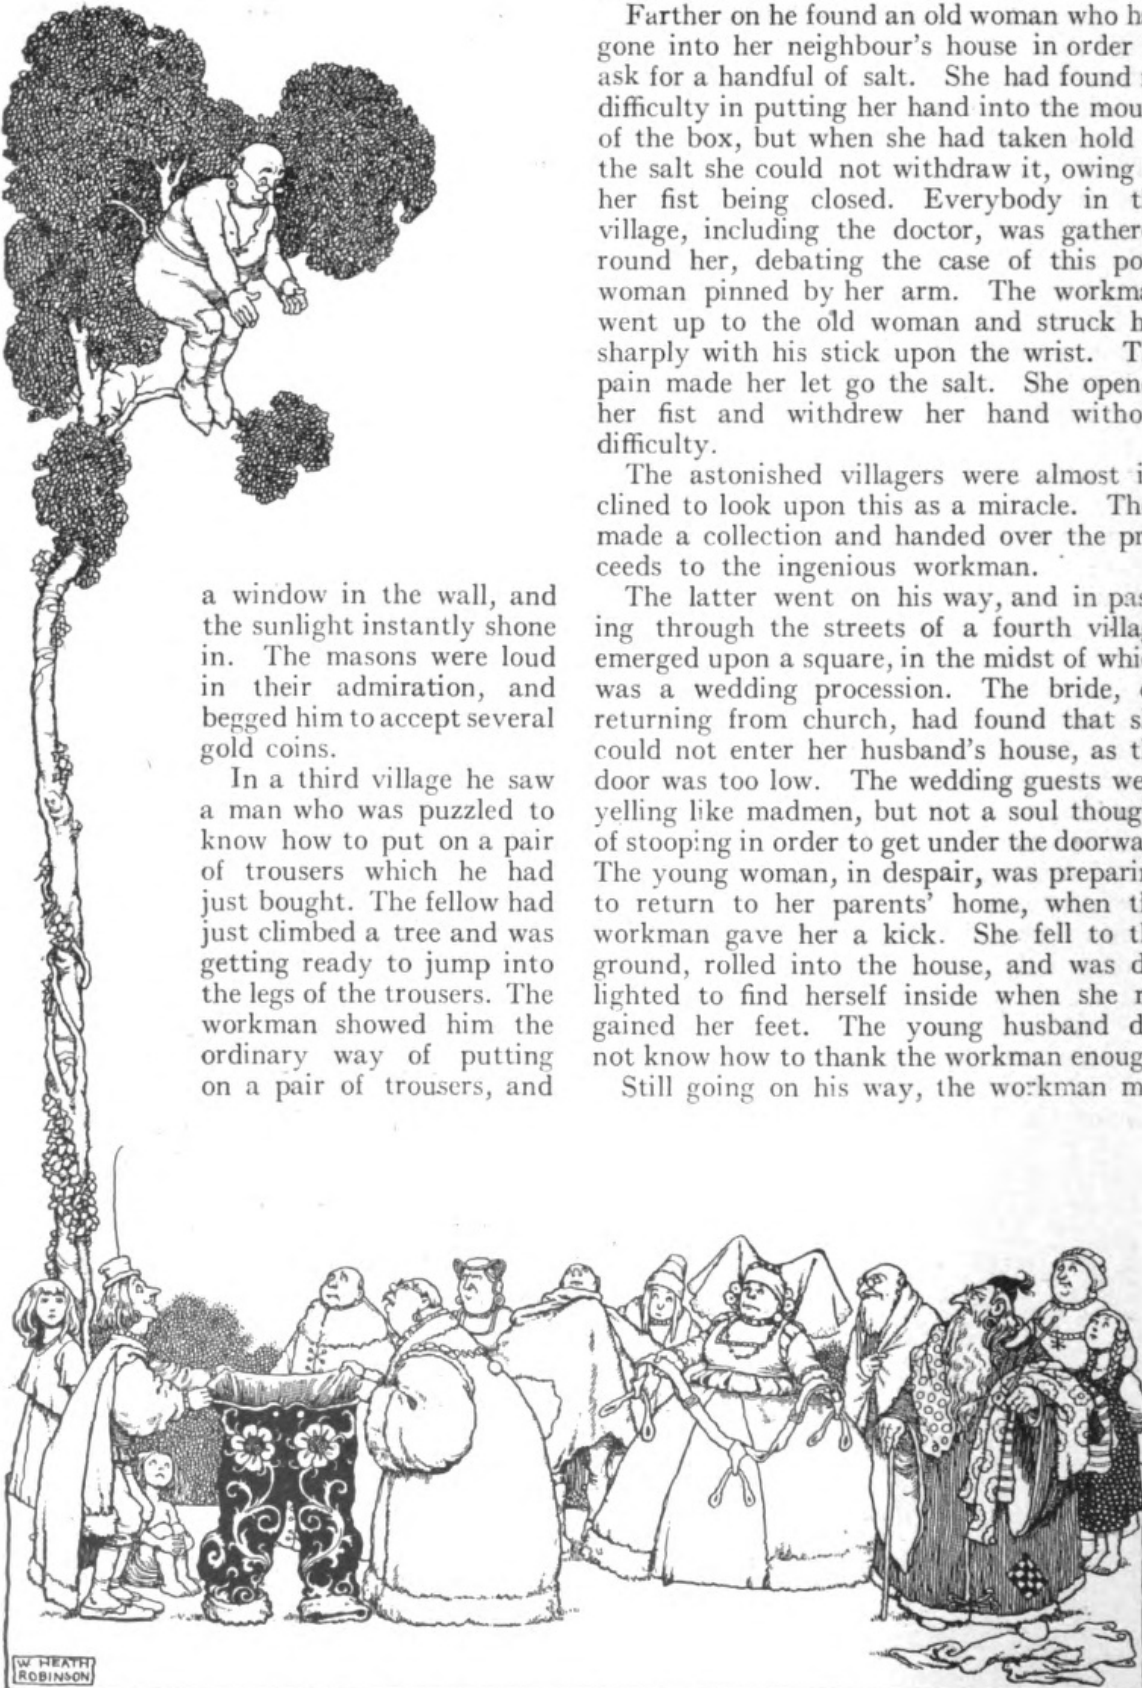 a window in the wall, and
the sunlight instantly shone
in. The masons were loud
in their admiration, and
begged him to accept several
gold coins.
In a third village he saw
a man who was puzzled to
know how to put on a pair
of trousers which he had
just bought. The fellow had
just climbed a tree and was
getting ready to jump into
the legs of the trousers. The
workman showed him the
ordinary way of putting
on a pair of trousers, and
Farther on he found an old woman who h
gone into her neighbour's house in order
ask for a handful of salt. She had found
difficulty in putting her hand into the mou
of the box, but when she had taken hold
the salt she could not withdraw it, owing
her fist being closed. Everybody in t
village, including the doctor, was gather
round her, debating the case of this po
woman pinned by her arm. The workma
went up to the old woman and struck h
sharply with his stick upon the wrist. T
pain made her let go the salt. She open
her fist and withdrew her hand witho
difficulty.
The astonished villagers were almost i
clined to look upon this as a miracle. The
made a collection and handed over the pr
ceeds to the ingenious workman.
The latter went on his way, and in pas
ing through the streets of a fourth villag
emerged upon a square, in the midst of whi
was a wedding procession. The bride,
returning from church, had found that s
could not enter her husband's house, as t
door was too low. The wedding guests we
yelling like madmen, but not a soul thoug
of stooping in order to get under the doorwa
The young woman, in despair, was preparin
to return to her parents' home, when t
workman gave her a kick. She fell to t
ground, rolled into the house, and was d
lighted to find herself inside when she r
gained her feet. The young husband d
not know how to thank the workman enoug
Still going on his way, the workman m
W HEATH
ROBINSON